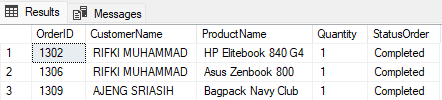 Results Messages
OrderID CustomerName ProductName Quantity StatusOrder
1 1302 RIFKI MUHAMMAD HP Elitebook 840 G4 1 Completed
2 1306 RIFKI MUHAMMAD Asus Zenbook 800 1 Completed
3 1309 AJENG SRIASIH Bagpack Navy Club 1 Completed